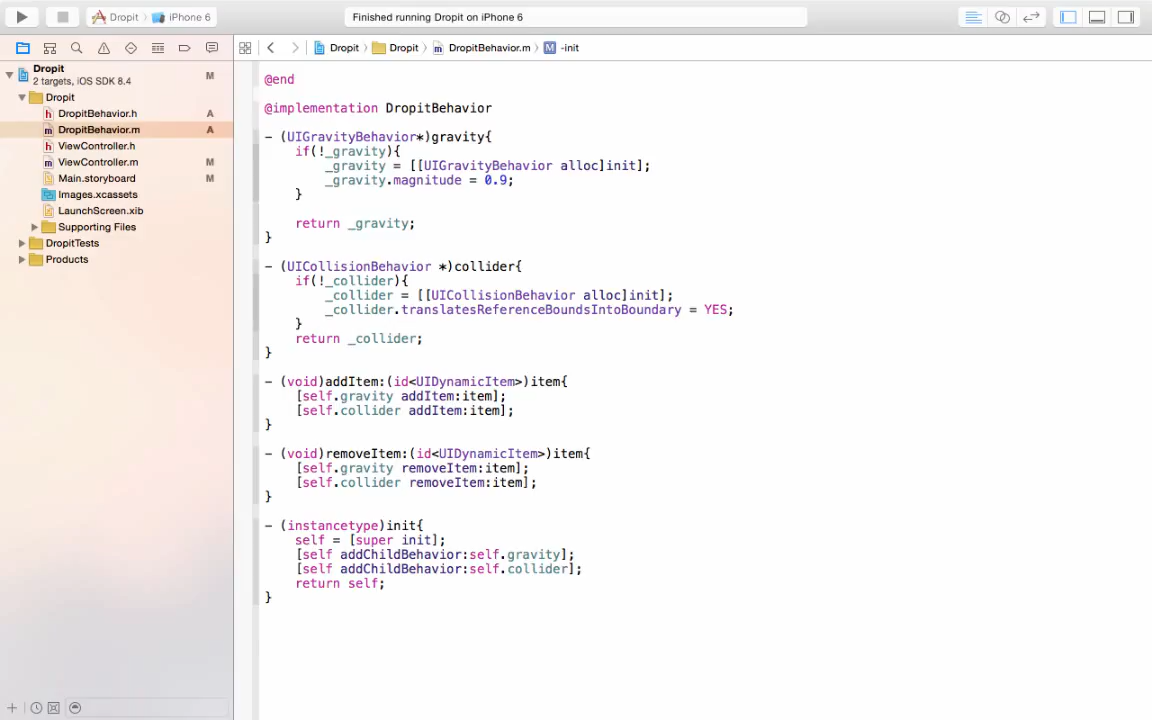 Dropit
iPhone 6
Finished running Dropit on iPhone 6
Dropit
Dropit
DropitBehavior.m
M
-init
Dropit
M
2 targets, iOS SDK 8.4
Dropit
h DropitBehavior.h A
m DropitBehavior.m A
h ViewController.h
m ViewController.m M
Main.storyboard M
Images.xcassets
LaunchScreen.xib
Supporting Files
DropitTests
Products
@end
@implementation DropitBehavior
- (UIGravityBehavior*)gravity{
if(!_gravity){
_gravity = [[UIGravityBehavior alloc]init];
_gravity.magnitude = 0.9;
}
return _gravity;
}
- (UICollisionBehavior *)collider{
if(!_collider){
_collider = [[UICollisionBehavior alloc]init];
_collider.translatesReferenceBoundsIntoBoundary = YES;
}
return _collider;
}
- (void)addItem:(id<UIDynamicItem>)item{
[self.gravity addItem:item];
[self.collider addItem:item];
}
- (void)removeItem:(id<UIDynamicItem>)item{
[self.gravity removeItem:item];
[self.collider removeItem:item];
}
- (instancetype)init{
self = [super init];
[self addChildBehavior:self.gravity];
[self addChildBehavior:self.collider];
return self;
}